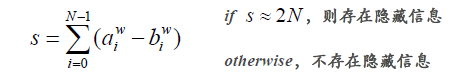 s = \sum_{i=0}^{N-1} (a_i^w - b_i^w)
if s ≈ 2N，则存在隐藏信息
otherwise，不存在隐藏信息